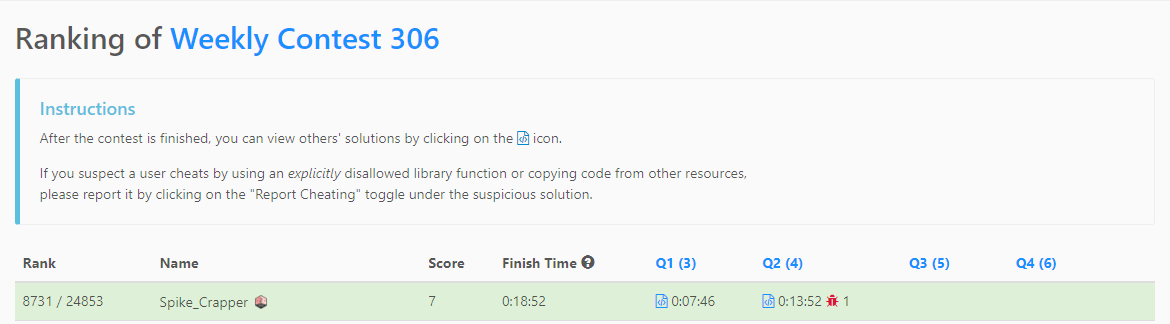 Ranking of Weekly Contest 306
Instructions
After the contest is finished, you can view others' solutions by clicking on the icon.
If you suspect a user cheats by using an explicitly disallowed library function or copying code from other resources,
please report it by clicking on the "Report Cheating" toggle under the suspicious solution.
Rank Name Score Finish Time Q1 (3) Q2 (4) Q3 (5) Q4 (6)
8731 / 24853 Spike_Crapper 7 0:18:52 0:07:46 0:13:52 1